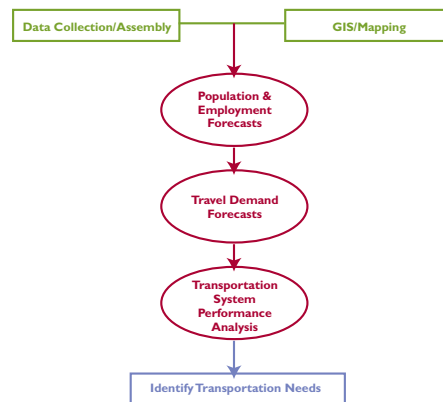 Data Collection/Assembly
GIS/Mapping
Population &
Employment
Forecasts
Travel Demand
Forecasts
Transportation
System
Performance
Analysis
Identify Transportation Needs